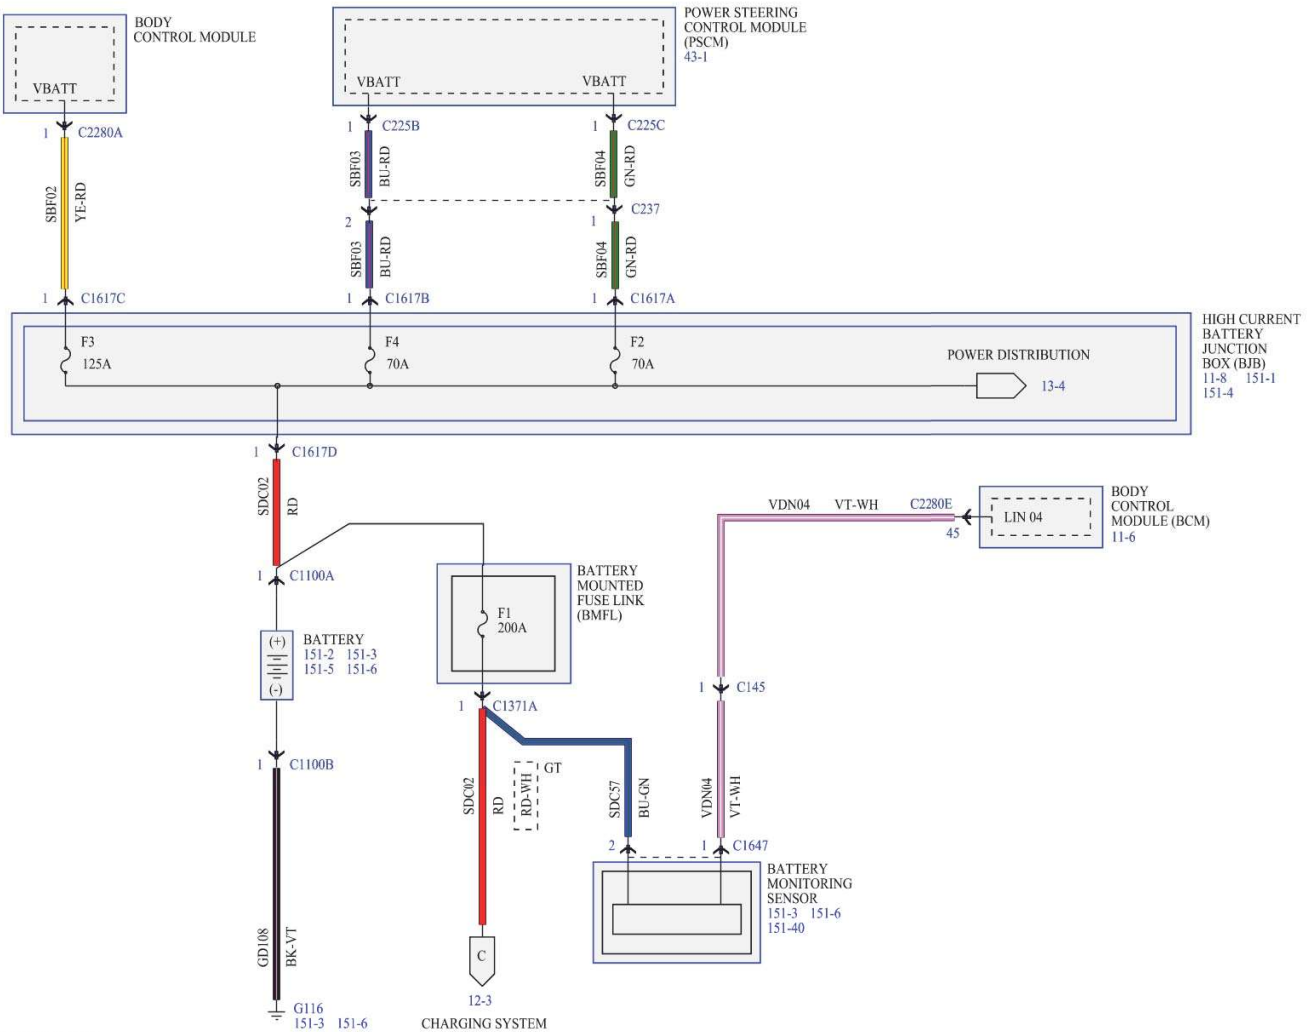 BODY
CONTROL MODULE
VBATT
1 C2280A
SBF02
YE-RD
1 C1617C
POWER STEERING
CONTROL MODULE
(PSCM)
43-1
VBATT
VBATT
1 C225B
1 C225C
SBF03
BU-RD
SBF04
GN-RD
2
1 C237
SBF03
BU-RD
SBF04
GN-RD
1 C1617B
1 C1617A
F3
125A
F4
70A
F2
70A
POWER DISTRIBUTION
13-4
HIGH CURRENT
BATTERY
JUNCTION
BOX (BJB)
11-8 151-1
151-4
1 C1617D
SDC02
RD
1 C1100A
BATTERY
151-2 151-3
151-5 151-6
(+)
(-)
1 C1100B
GD108
BK-VT
G116
151-3 151-6
BATTERY
MOUNTED
FUSE LINK
(BMFL)
F1
200A
1 C1371A
SDC02
RD
RD-WH
GT
C
12-3
CHARGING SYSTEM
SDC57
BU-GN
2
VDN04 VT-WH
C2280E
45
LIN 04
BODY
CONTROL
MODULE (BCM)
11-6
1 C145
VDN04
VT-WH
1 C1647
BATTERY
MONITORING
SENSOR
151-3 151-6
151-40